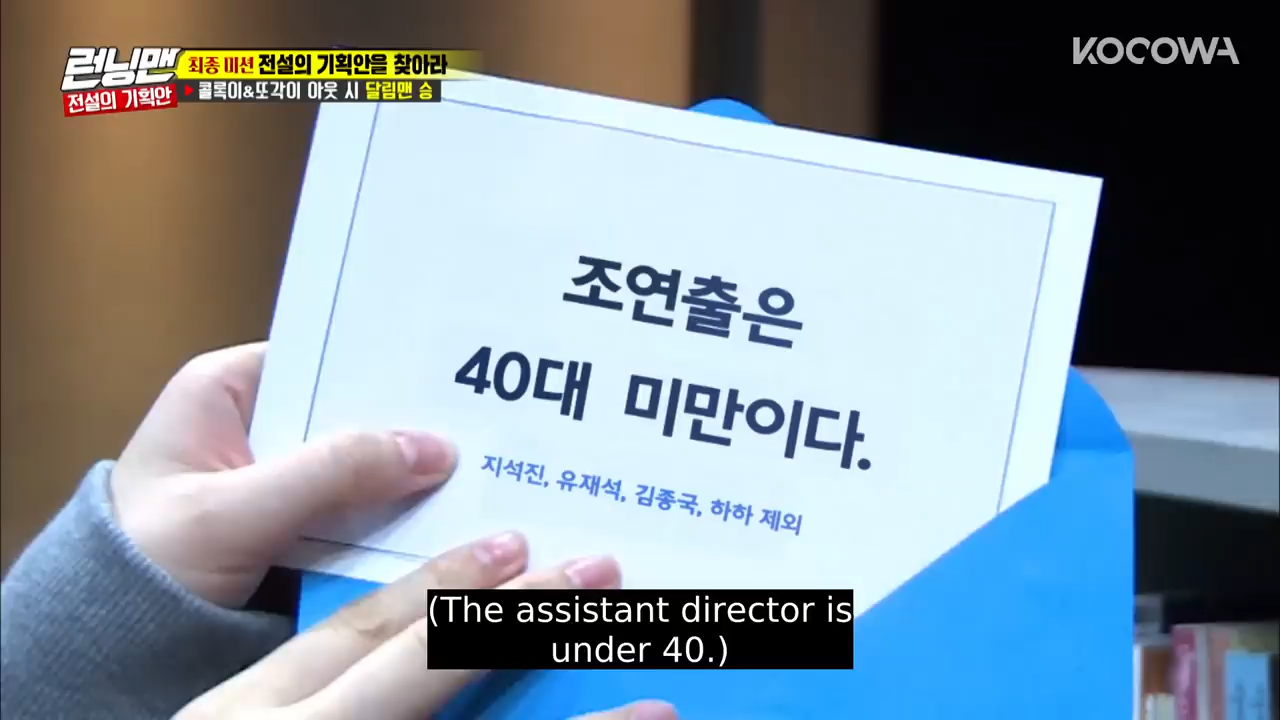 런닝맨
전설의 기획안
최종 미션 전설의 기획안을 찾아라
콜록이&또각이 아웃 시 달림맨 승
KOCOWA
조연출은
40대 미만이다.
지석진, 유재석, 김종국, 하하 제외
(The assistant director is
under 40.)